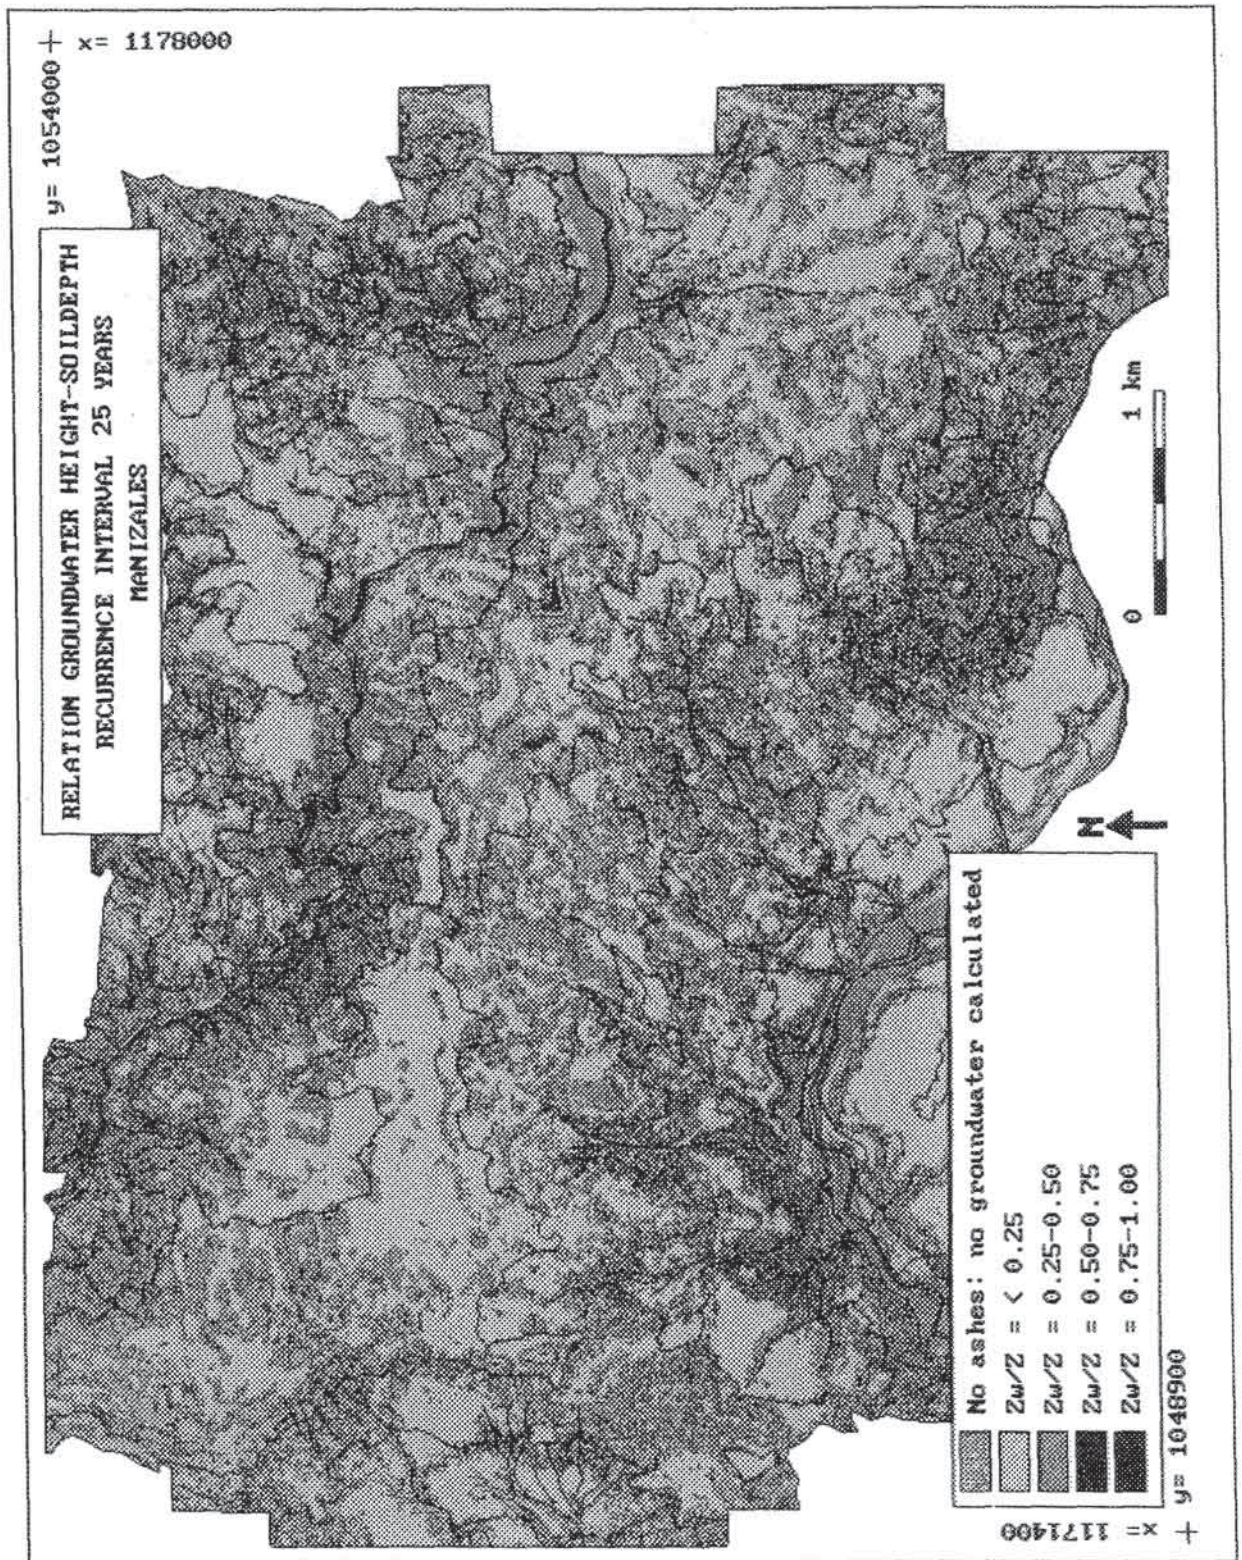 RELATION GROUNDWATER HEIGHT-SOILDEPTH
RECURRENCE INTERVAL 25 YEARS
MANIZALES
y= 1054000
x= 1178000
No ashes: no groundwater calculated
Zw/Z = < 0.25
Zw/Z = 0.25-0.50
Zw/Z = 0.50-0.75
Zw/Z = 0.75-1.00
N
0 1 km
x= 1171400
y= 1048900